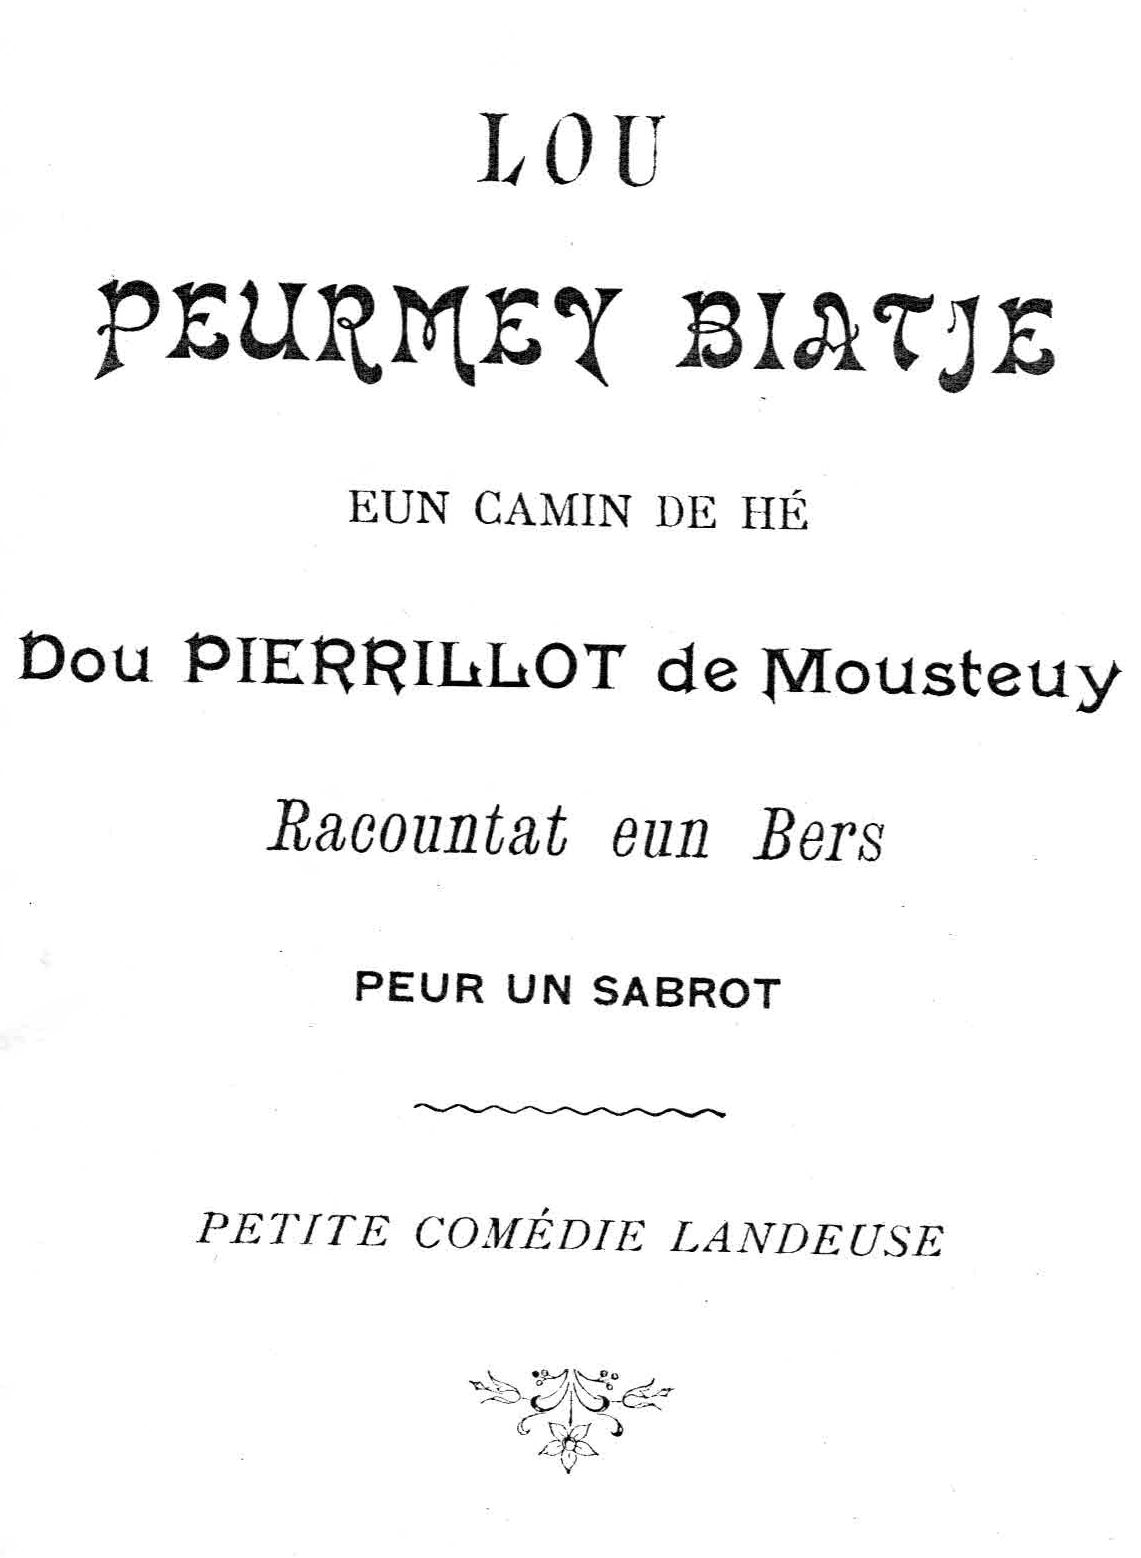 LOU
PEURMEY BIATJE
EUN CAMIN DE HÉ
Dou PIERRILLOT de Mousteuy
Racountat eun Bers
PEUR UN SABROT
PETITE COMÉDIE LANDEUSE